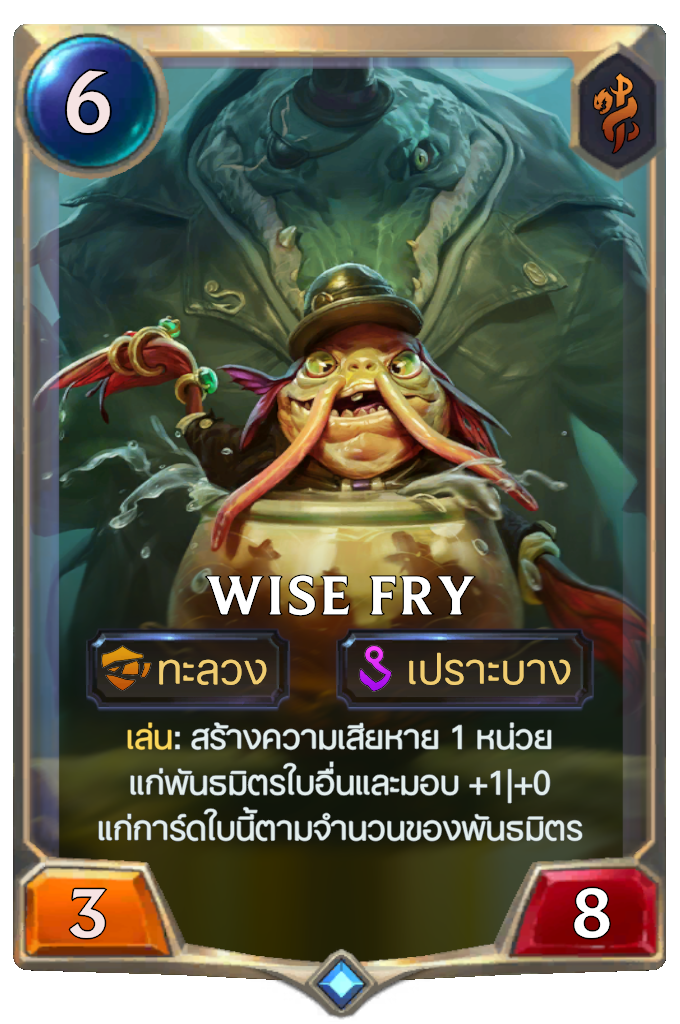 6
WISE FRY
ทะลวง
เปราะบาง
เล่น: สร้างความเสียหาย 1 หน่วย
แก่พันธมิตรใบอื่นและมอบ +1|+0
แก่การ์ดใบนี้ตามจำนวนของพันธมิตร
3
8